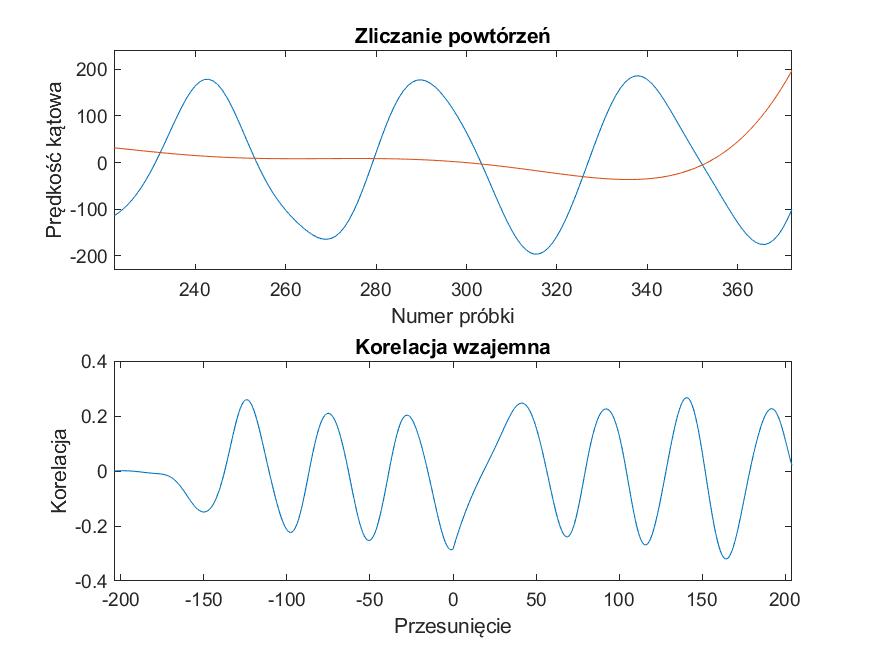 Zliczanie powtórzeń
200
100
0
-100
-200
Prędkość kątowa
240 260 280 300 320 340 360
Numer próbki
Korelacja wzajemna
0.4
0.2
0
-0.2
-0.4
Korelacja
-200 -150 -100 -50 0 50 100 150 200
Przesunięcie